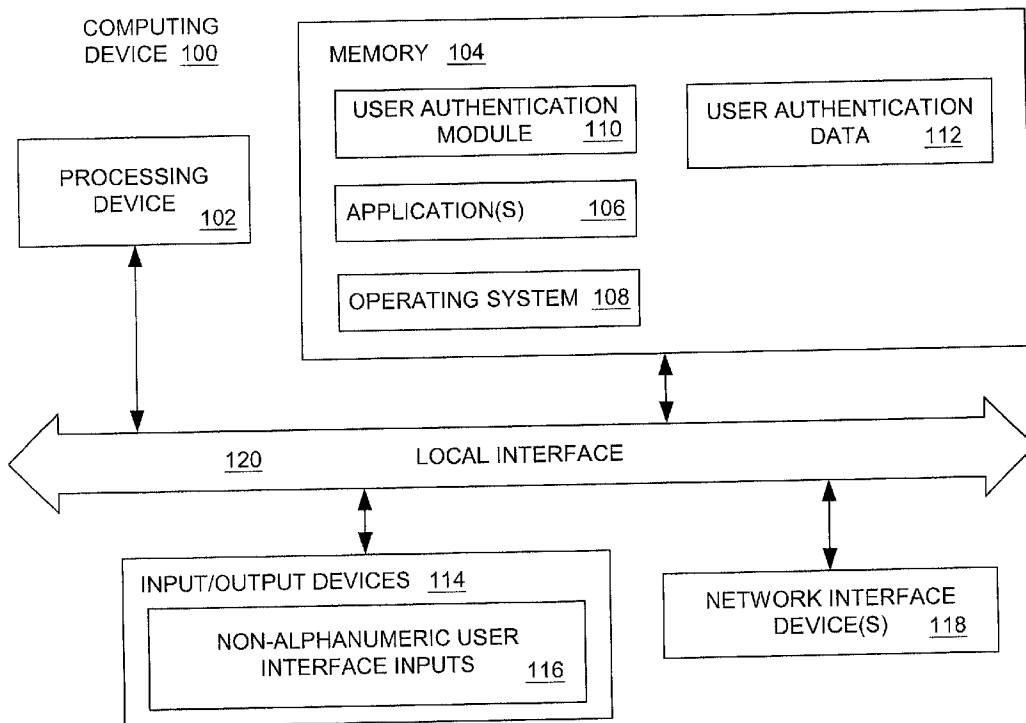 COMPUTING
DEVICE 100
MEMORY 104
USER AUTHENTICATION
MODULE 110
USER AUTHENTICATION
DATA 112
PROCESSING
DEVICE
102
APPLICATION(S) 106
OPERATING SYSTEM 108
120 LOCAL INTERFACE
INPUT/OUTPUT DEVICES 114
NON-ALPHANUMERIC USER
INTERFACE INPUTS
116
NETWORK INTERFACE
DEVICE(S) 118